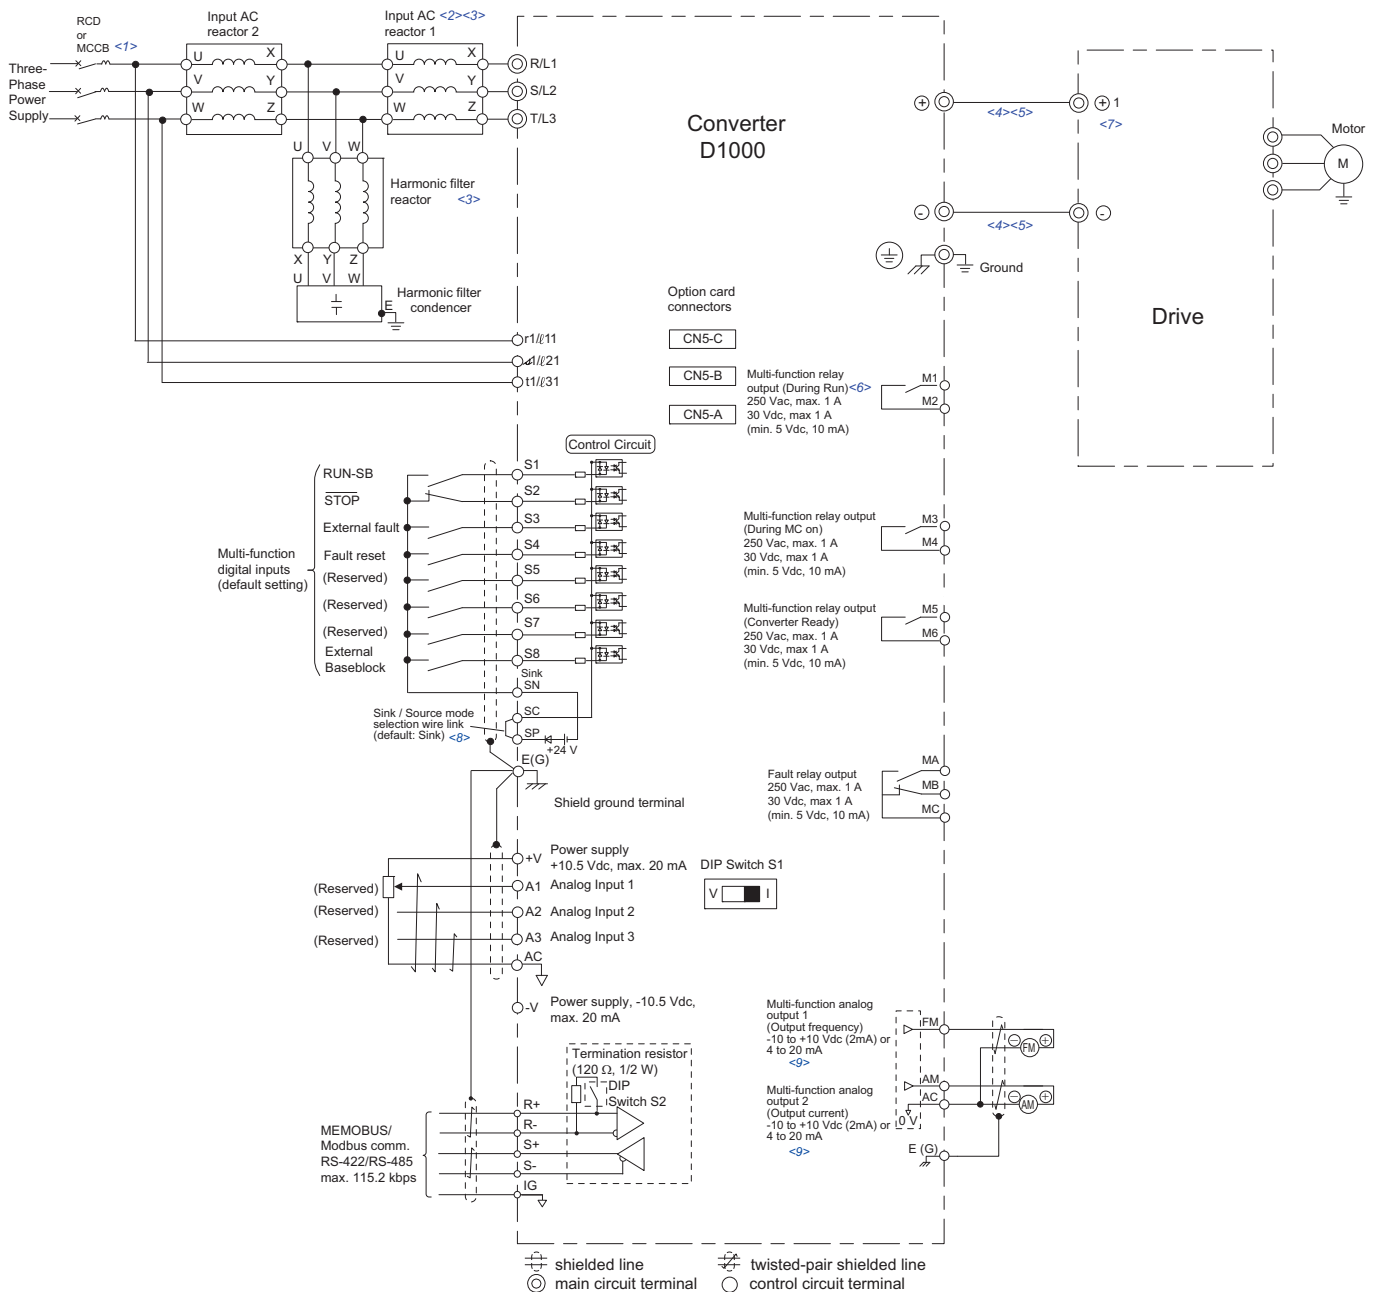 RCD
or
MCCB <1>
Input AC
reactor 2
Input AC <2><3>
reactor 1
Three-
Phase
Power
Supply
U X
V Y
W Z
U X
V Y
W Z
R/L1
S/L2
T/L3
Converter
D1000
+
<4><5>
+ 1
<7>
Motor
M
-
<4><5>
-
Ground
Drive
U V W
Harmonic filter
reactor <3>
X Y Z
U V W
Harmonic filter
condencer
E
r1/ℓ11
1/ℓ21
t1/ℓ31
Option card
connectors
CN5-C
CN5-B
CN5-A
Multi-function relay
output (During Run) <6>
250 Vac, max. 1 A
30 Vdc, max 1 A
(min. 5 Vdc, 10 mA)
M1
M2
Control Circuit
Multi-function
digital inputs
(default setting)
RUN-SB
STOP
External fault
Fault reset
(Reserved)
(Reserved)
(Reserved)
External
Baseblock
S1
S2
S3
S4
S5
S6
S7
S8
Sink
SN
SC
SP
+24 V
Sink / Source mode
selection wire link
(default: Sink) <8>
E(G)
Shield ground terminal
Multi-function relay output
(During MC on)
250 Vac, max. 1 A
30 Vdc, max 1 A
(min. 5 Vdc, 10 mA)
M3
M4
Multi-function relay output
(Converter Ready)
250 Vac, max. 1 A
30 Vdc, max 1 A
(min. 5 Vdc, 10 mA)
M5
M6
Fault relay output
250 Vac, max. 1 A
30 Vdc, max 1 A
(min. 5 Vdc, 10 mA)
MA
MB
MC
+V
Power supply
+10.5 Vdc, max. 20 mA
(Reserved)
A1 Analog Input 1
(Reserved)
A2 Analog Input 2
(Reserved)
A3 Analog Input 3
AC
-V Power supply, -10.5 Vdc,
max. 20 mA
DIP Switch S1
V I
Multi-function analog
output 1
(Output frequency)
-10 to +10 Vdc (2mA) or
4 to 20 mA
<9>
FM
- +
FM
Multi-function analog
output 2
(Output current)
-10 to +10 Vdc (2mA) or
4 to 20 mA
<9>
AM
AC
0 V
- +
AM
E (G)
Termination resistor
(120 Ω, 1/2 W)
DIP
Switch S2
MEMOBUS/
Modbus comm.
RS-422/RS-485
max. 115.2 kbps
R+
R-
S+
S-
IG
shielded line
twisted-pair shielded line
main circuit terminal
control circuit terminal